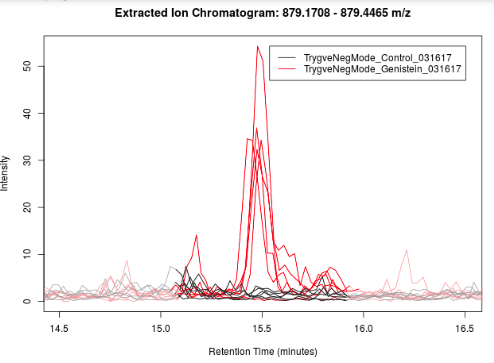 Extracted Ion Chromatogram: 879.1708 - 879.4465 m/z
TrygveNegMode_Control_031617
TrygveNegMode_Genistein_031617
Intensity
50
40
30
20
10
0
14.5 15.0 15.5 16.0 16.5
Retention Time (minutes)